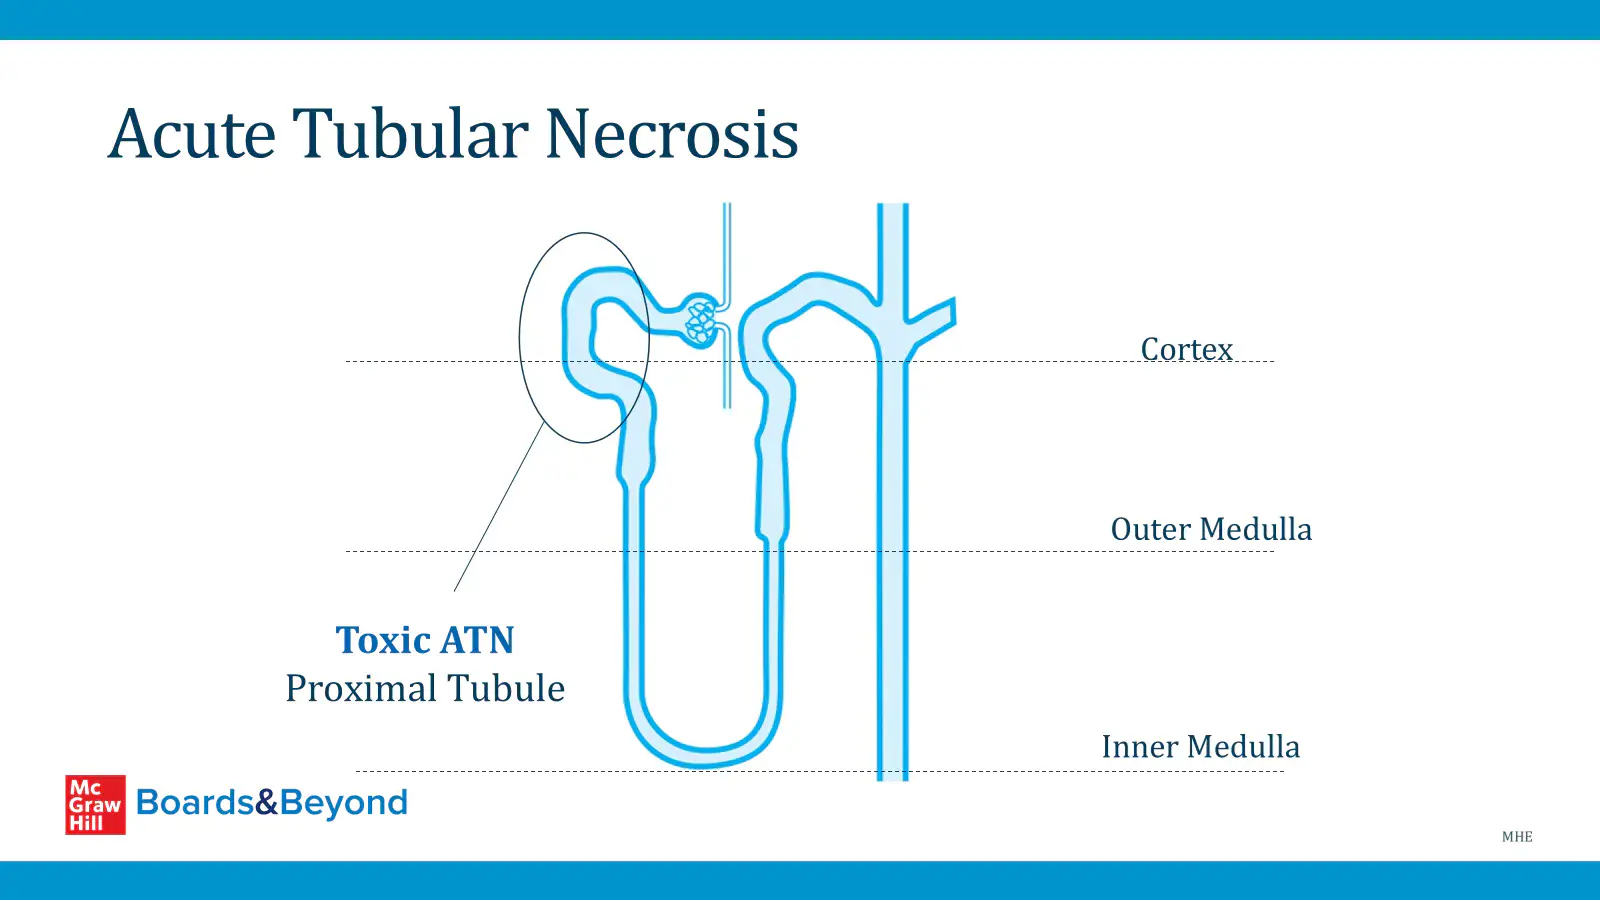 Acute Tubular Necrosis
Cortex
Outer Medulla
Toxic ATN
Proximal Tubule
Inner Medulla
Mc
Graw
Hill
Boards&Beyond
MHE